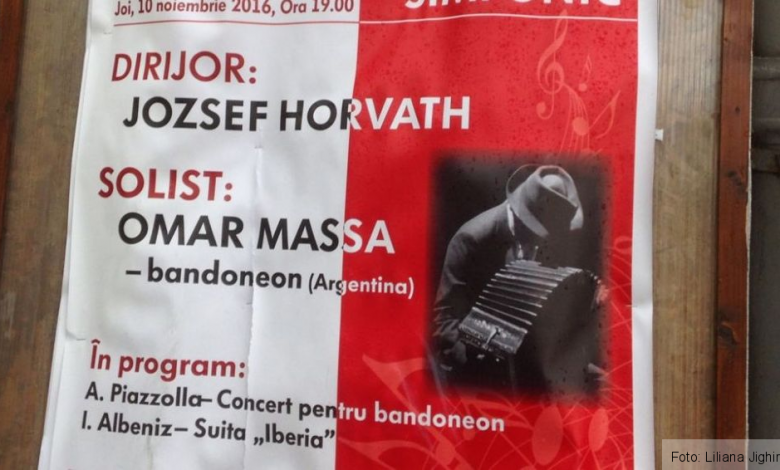 Joi, 10 noiembrie 2016, Ora 19.00
SIMFONIC
DIRIJOR:
JOZSEF HORVATH
SOLIST:
OMAR MASSA
– bandoneon (Argentina)
În program:
A. Piazzolla– Concert pentru bandoneon
I. Albeniz– Suita „Iberia”
Foto: Liliana Jighir